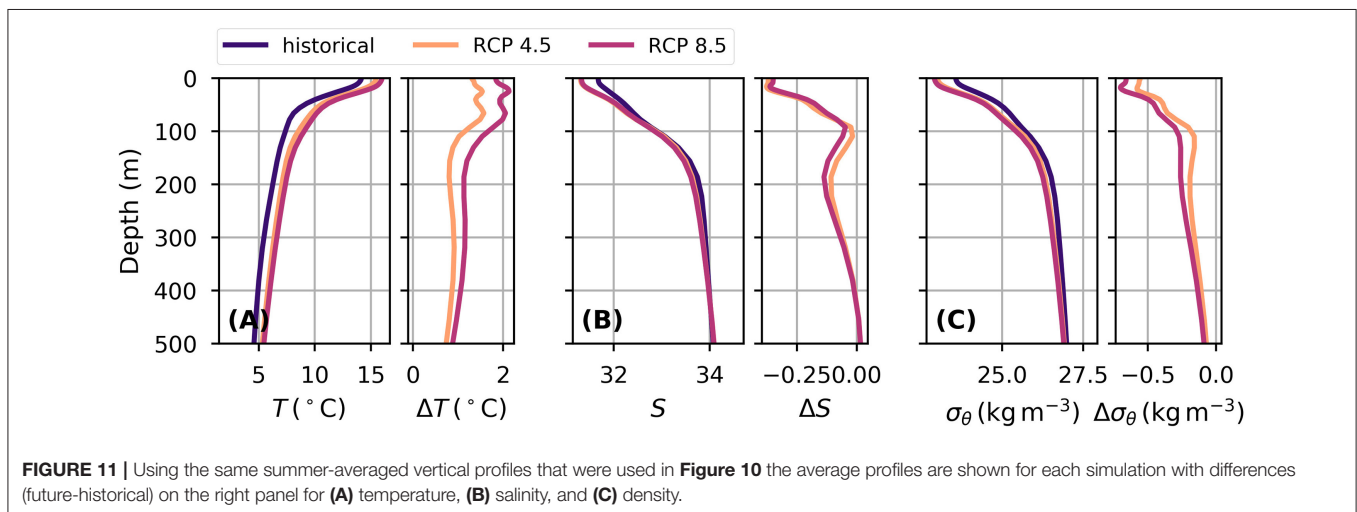 historical RCP 4.5 RCP 8.5
0
100
200
300
400
500
Depth (m)
(A) (B) (C)
5 10 15 0 2 32 34 −0.250.00 25.0 27.5 −0.5 0.0
T (°C) ΔT (°C) S ΔS σθ (kg m−3) Δσθ (kg m−3)
FIGURE 11 | Using the same summer-averaged vertical profiles that were used in Figure 10 the average profiles are shown for each simulation with differences
(future-historical) on the right panel for (A) temperature, (B) salinity, and (C) density.